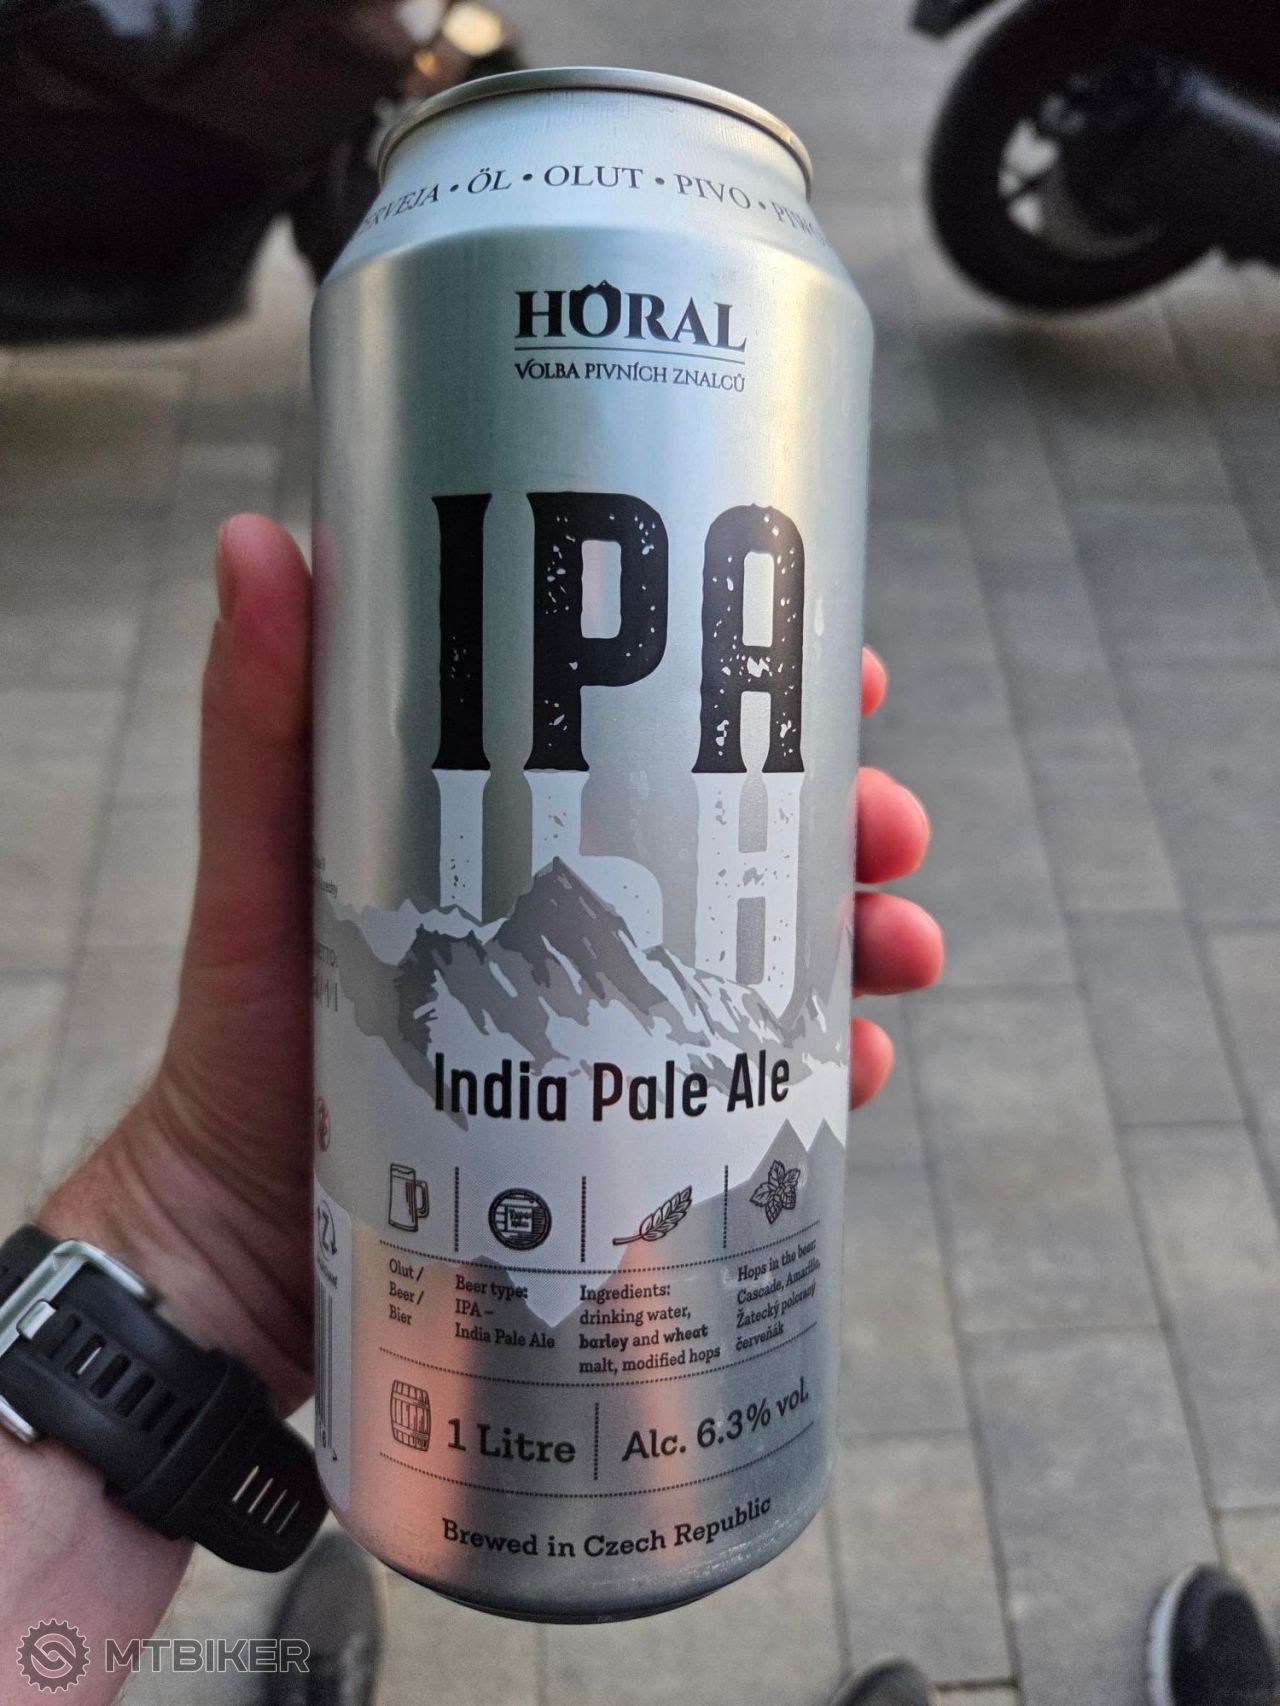 CERVEJA • ÖL • OLUT • PIVO • PIWO
HORAL
VOLBA PIVNÍCH ZNALCŮ
IPA
India Pale Ale
Olut /
Beer /
Bier
Beer type:
IPA –
India Pale Ale
Ingredients:
drinking water,
barley and wheat
malt, modified hops
Hops in the beer:
Cascade, Amarillo,
Žatecký poloraný
červeňák
1 Litre
Alc. 6.3% vol.
Brewed in Czech Republic
MTBIKER